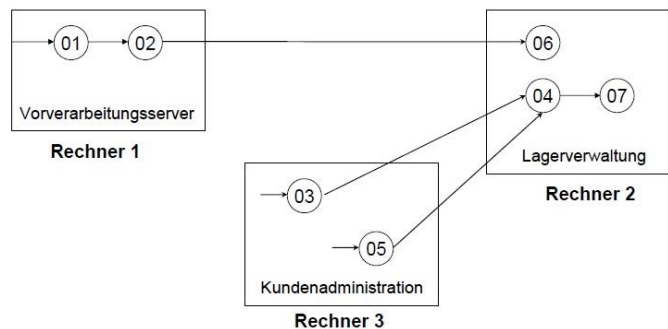 01
02
06
04
07
Vorverarbeitungsserver
Lagerverwaltung
Rechner 1
Rechner 2
03
05
Kundenadministration
Rechner 3